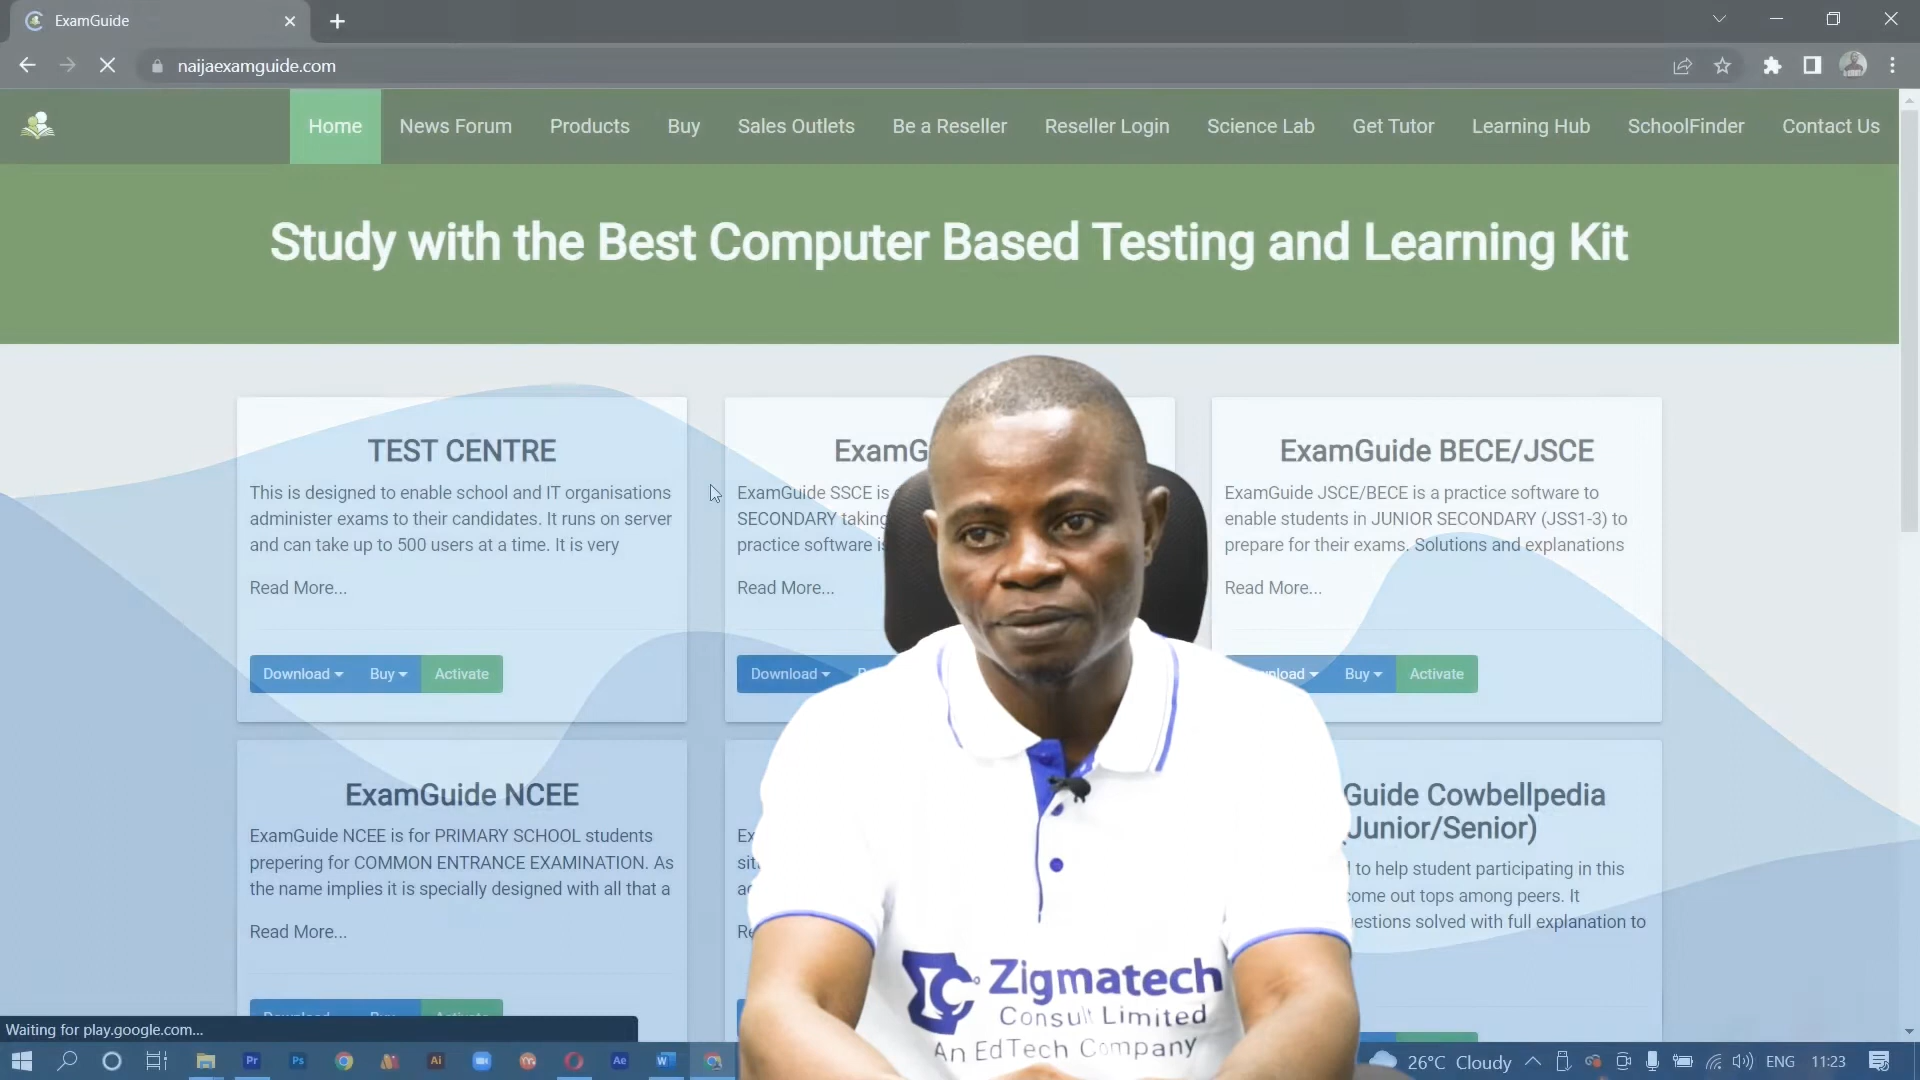 ExamGuide
naijaexamguide.com
Home News Forum Products Buy Sales Outlets Be a Reseller Reseller Login Science Lab Get Tutor Learning Hub SchoolFinder Contact Us
Study with the Best Computer Based Testing and Learning Kit
TEST CENTRE
This is designed to enable school and IT organisations
administer exams to their candidates. It runs on server
and can take up to 500 users at a time. It is very
Read More...
Download Buy Activate
ExamG
ExamGuide SSCE is
SECONDARY taking
practice software is
Read More...
Download
ExamGuide BECE/JSCE
ExamGuide JSCE/BECE is a practice software to
enable students in JUNIOR SECONDARY (JSS1-3) to
prepare for their exams. Solutions and explanations
Read More...
nload Buy Activate
ExamGuide NCEE
ExamGuide NCEE is for PRIMARY SCHOOL students
prepering for COMMON ENTRANCE EXAMINATION. As
the name implies it is specially designed with all that a
Read More...
Guide Cowbellpedia
(Junior/Senior)
to help student participating in this
come out tops among peers. It
estions solved with full explanation to
Zigmatech
Consult Limited
An EdTech Company
Waiting for play.google.com...
Pr Ps Ai Ae W
26°C Cloudy ENG 11:23